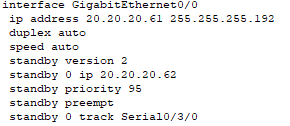 interface GigabitEthernet0/0
ip address 20.20.20.61 255.255.255.192
duplex auto
speed auto
standby version 2
standby 0 ip 20.20.20.62
standby priority 95
standby preempt
standby 0 track Serial0/3/0